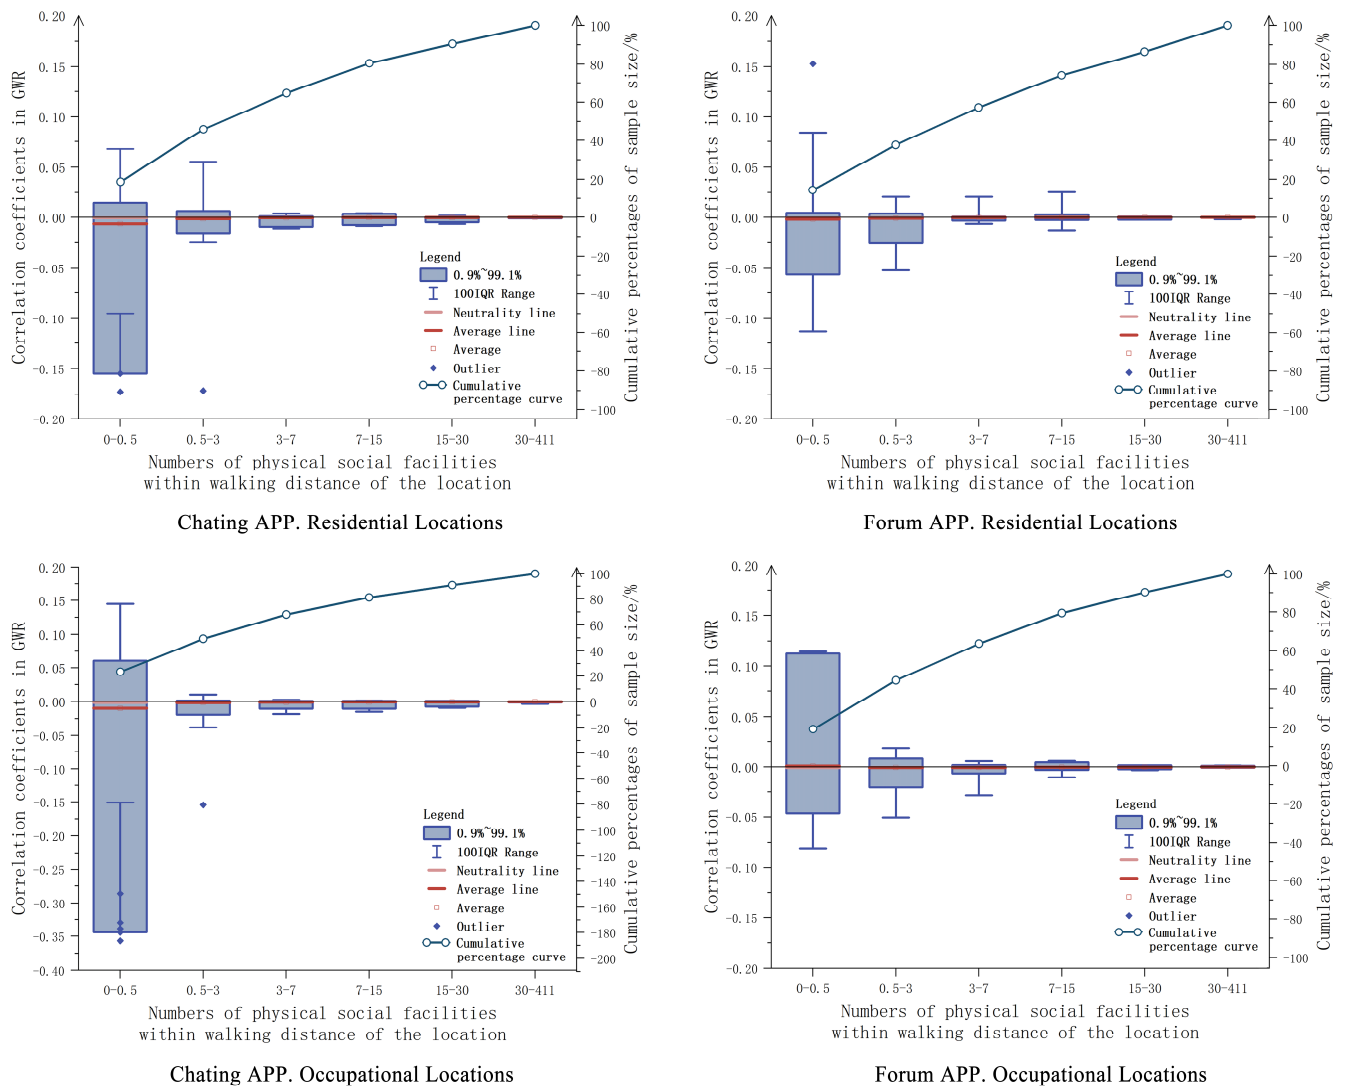 0.20
0.15
0.10
0.05
0.00
-0.05
-0.10
-0.15
-0.20
Correlation coefficients in GWR
100
80
60
40
20
0
-20
-40
-60
-80
-100
Cumulative percentages of sample size/%
Legend
0.9%~99.1%
100IQR Range
Neutrality line
Average line
Average
Outlier
Cumulative
percentage curve
0-0.5 0.5-3 3-7 7-15 15-30 30-411
Numbers of physical social facilities
within walking distance of the location
Chating APP. Residential Locations
0.20
0.15
0.10
0.05
0.00
-0.05
-0.10
-0.15
-0.20
Correlation coefficients in GWR
100
80
60
40
20
0
-20
-40
-60
-80
-100
Cumulative percentages of sample size/%
Legend
0.9%~99.1%
100IQR Range
Neutrality line
Average line
Average
Outlier
Cumulative
percentage curve
0-0.5 0.5-3 3-7 7-15 15-30 30-411
Numbers of physical social facilities
within walking distance of the location
Forum APP. Residential Locations
0.20
0.15
0.10
0.05
0.00
-0.05
-0.10
-0.15
-0.20
-0.25
-0.30
-0.35
-0.40
Correlation coefficients in GWR
100
80
60
40
20
0
-20
-40
-60
-80
-100
-120
-140
-160
-180
-200
Cumulative percentages of sample size/%
Legend
0.9%~99.1%
100IQR Range
Neutrality line
Average line
Average
Outlier
Cumulative
percentage curve
0-0.5 0.5-3 3-7 7-15 15-30 30-411
Numbers of physical social facilities
within walking distance of the location
Chating APP. Occupational Locations
0.20
0.15
0.10
0.05
0.00
-0.05
-0.10
-0.15
-0.20
Correlation coefficients in GWR
100
80
60
40
20
0
-20
-40
-60
-80
-100
Cumulative percentages of sample size/%
Legend
0.9%~99.1%
100IQR Range
Neutrality line
Average line
Average
Outlier
Cumulative
percentage curve
0-0.5 0.5-3 3-7 7-15 15-30 30-411
Numbers of physical social facilities
within walking distance of the location
Forum APP. Occupational Locations